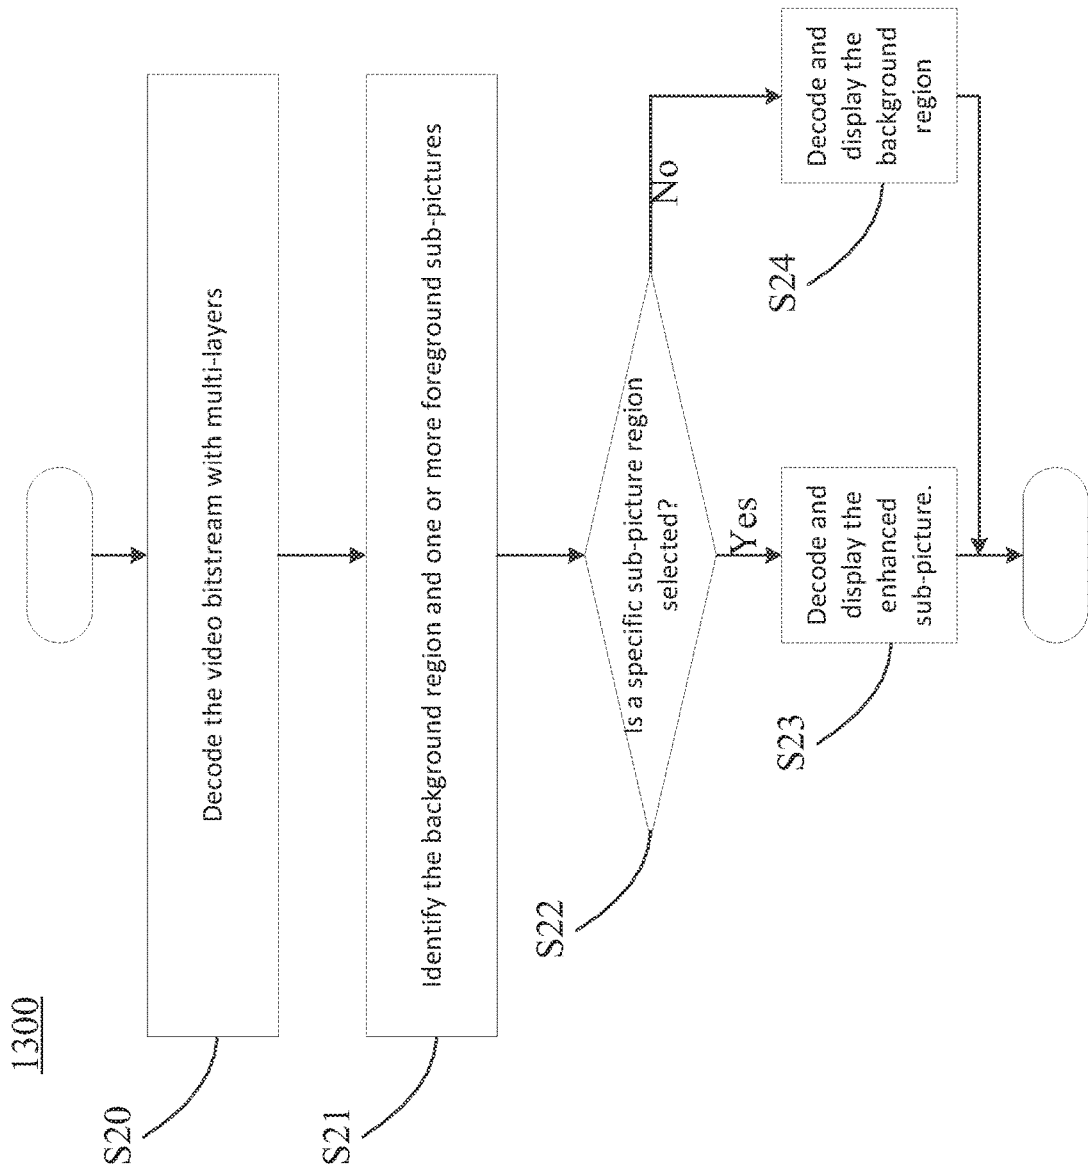 1300
S20
Decode the video bitstream with multi-layers
S21
Identify the background region and one or more foreground sub-pictures
S22
Is a specific sub-picture region
selected?
No
Yes
S23
Decode and
display the
enhanced
sub-picture.
S24
Decode and
display the
background
region